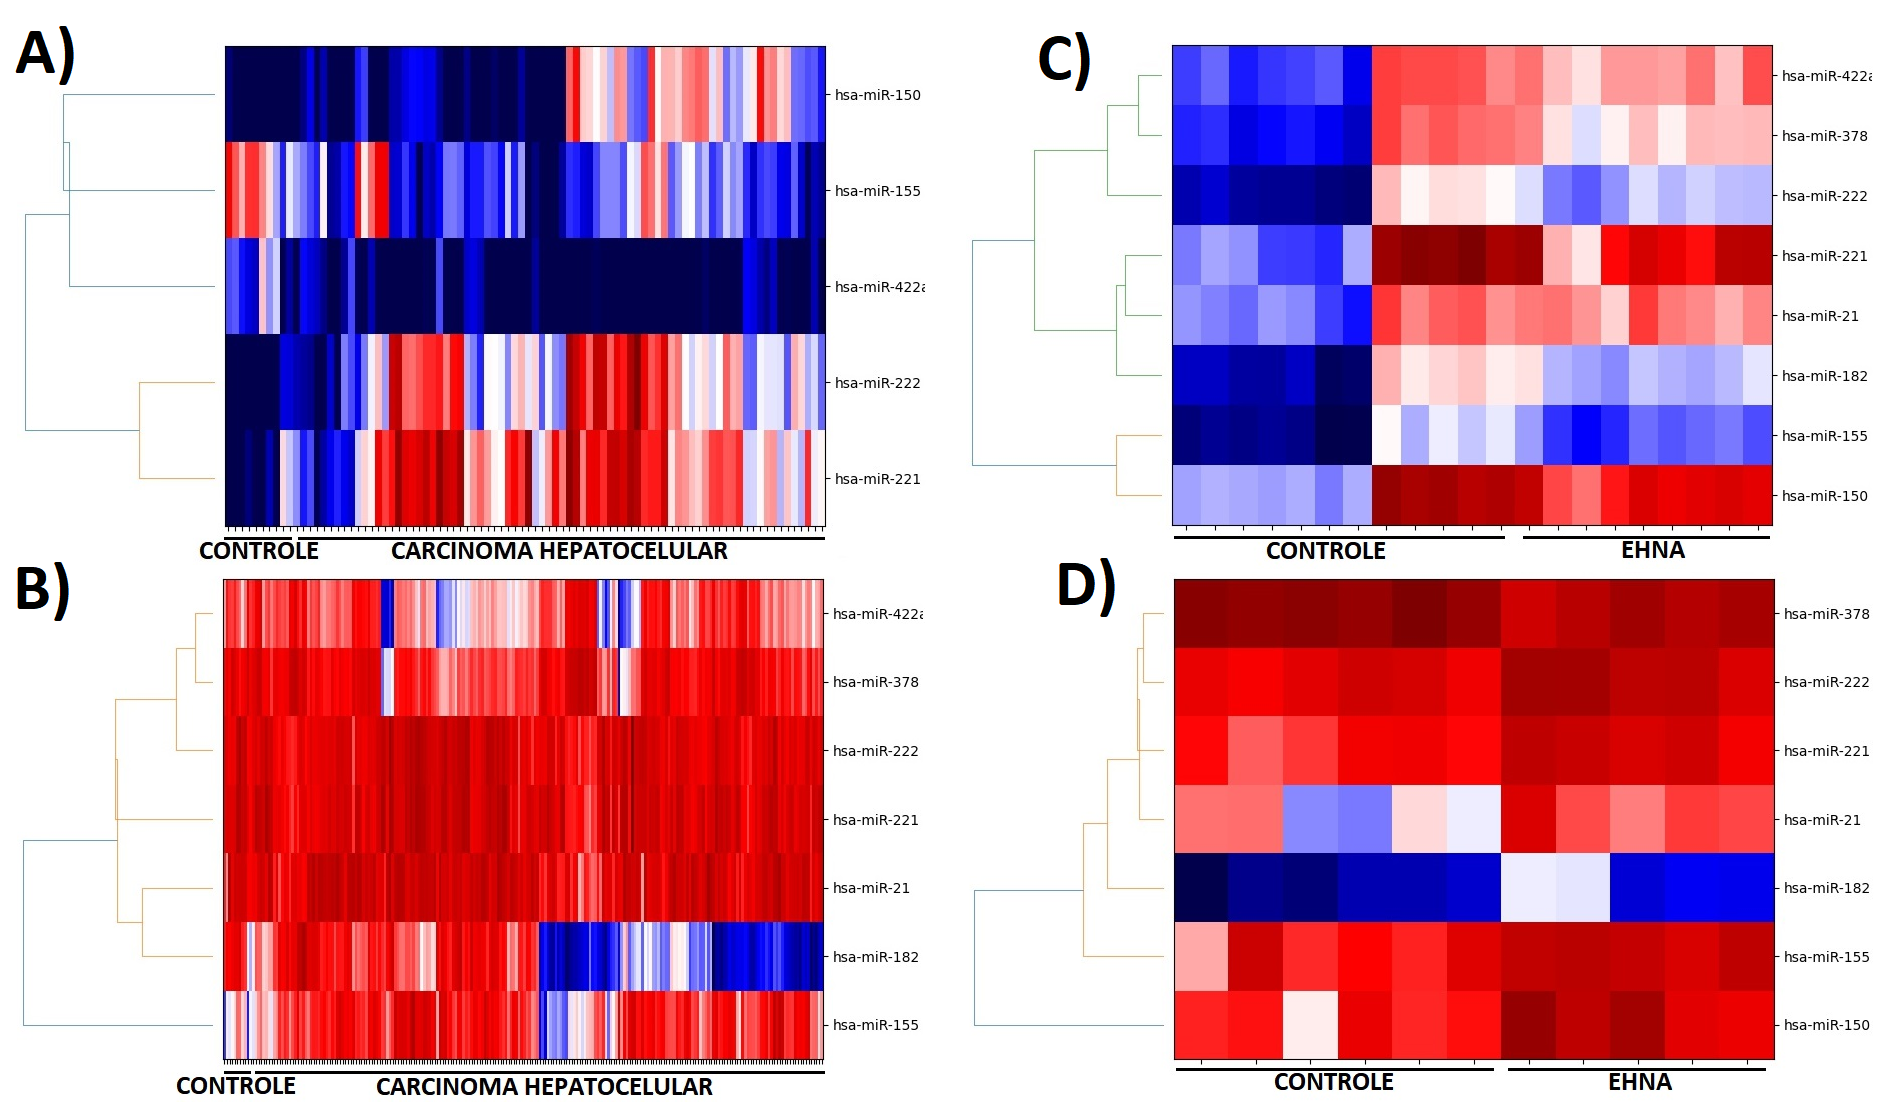 A)
hsa-miR-150
hsa-miR-155
hsa-miR-422a
hsa-miR-222
hsa-miR-221
CONTROLE
CARCINOMA HEPATOCELULAR
B)
hsa-miR-422a
hsa-miR-378
hsa-miR-222
hsa-miR-221
hsa-miR-21
hsa-miR-182
hsa-miR-155
CONTROLE
CARCINOMA HEPATOCELULAR
C)
hsa-miR-422a
hsa-miR-378
hsa-miR-222
hsa-miR-221
hsa-miR-21
hsa-miR-182
hsa-miR-155
hsa-miR-150
CONTROLE
EHNA
D)
hsa-miR-378
hsa-miR-222
hsa-miR-221
hsa-miR-21
hsa-miR-182
hsa-miR-155
hsa-miR-150
CONTROLE
EHNA